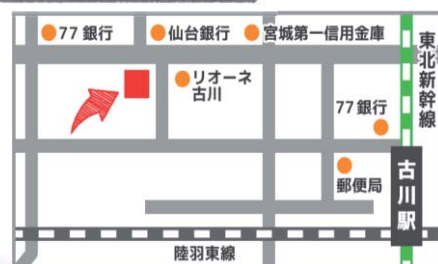 77 銀行
仙台銀行
宮城第一信用金庫
東北新幹線
リオーネ
古川
77 銀行
郵便局
古川駅
陸羽東線